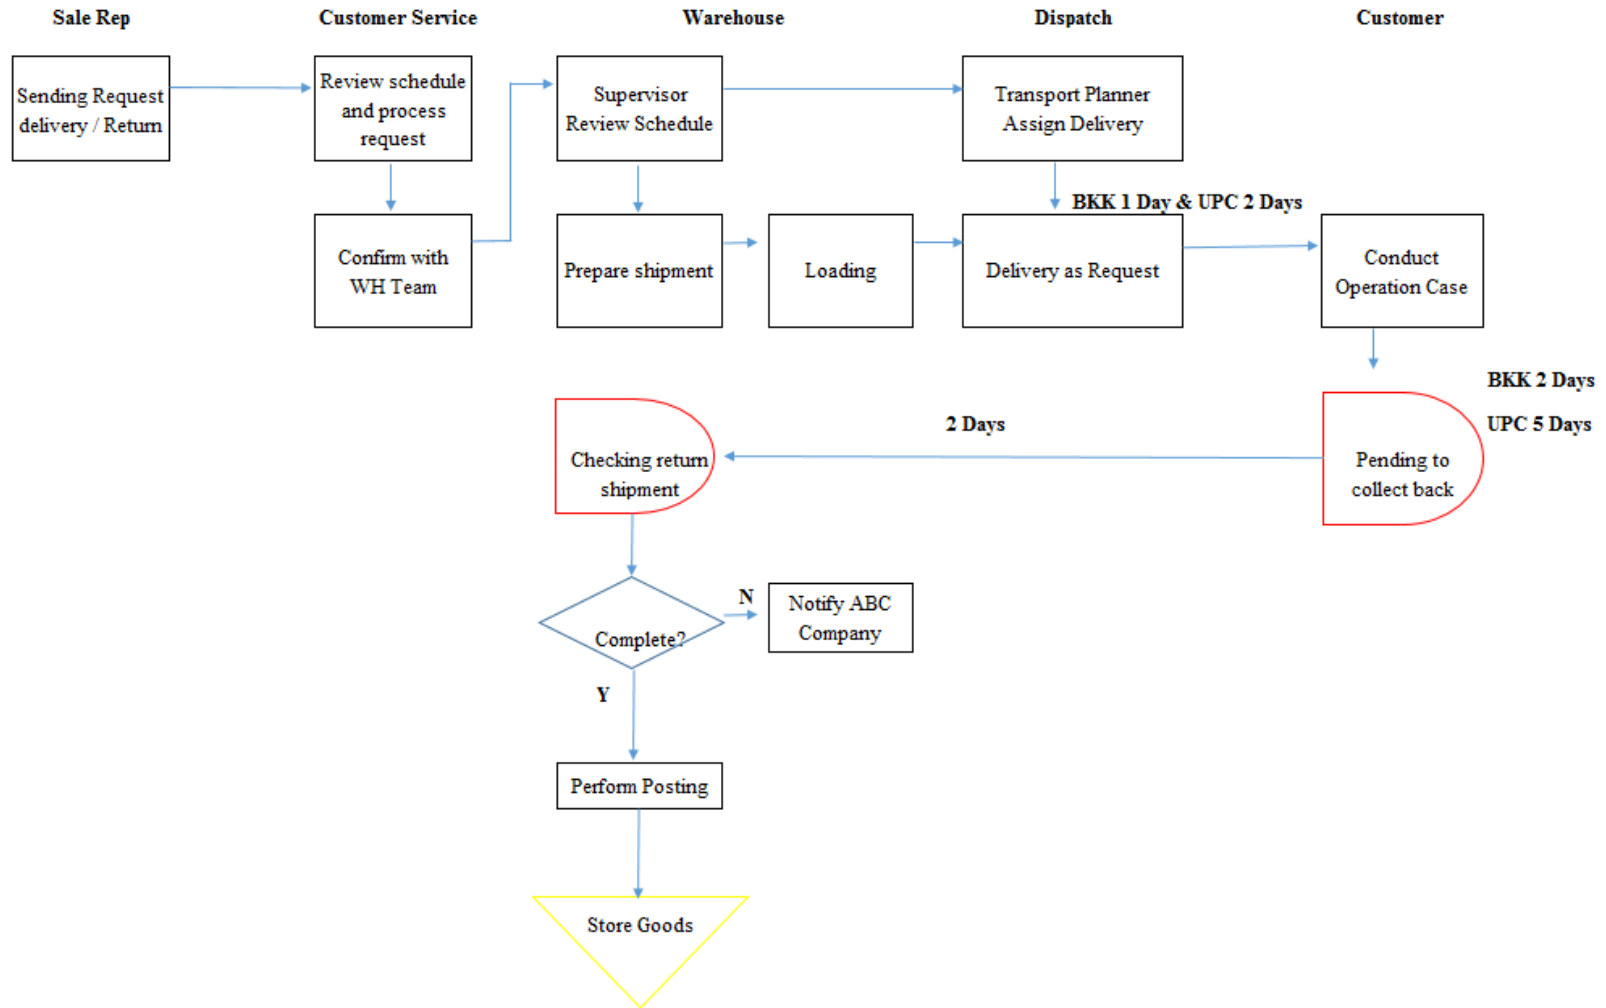 Sale Rep
Customer Service
Warehouse
Dispatch
Customer
Sending Request
delivery / Return
Review schedule
and process
request
Supervisor
Review Schedule
Transport Planner
Assign Delivery
BKK 1 Day & UPC 2 Days
Confirm with
WH Team
Prepare shipment
Loading
Delivery as Request
Conduct
Operation Case
BKK 2 Days
UPC 5 Days
2 Days
Checking return
shipment
Pending to
collect back
Complete?
N
Notify ABC
Company
Y
Perform Posting
Store Goods